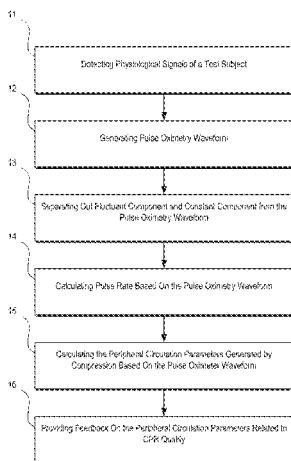 11
Detecting Physiological Signals of a Test Subject
12
Generating Pulse Oximetry Waveform
13
Separating Out Fluctuant Component and Constant Component from the
Pulse Oximetry Waveform
14
Calculating Pulse Rate Based On the Pulse Oximetry Waveform
15
Calculating the Peripheral Circulation Parameters Generated by
Compression Based On the Pulse Oximeter Waveform
16
Providing Feedback On the Peripheral Circulation Parameters Related to
CPR Quality